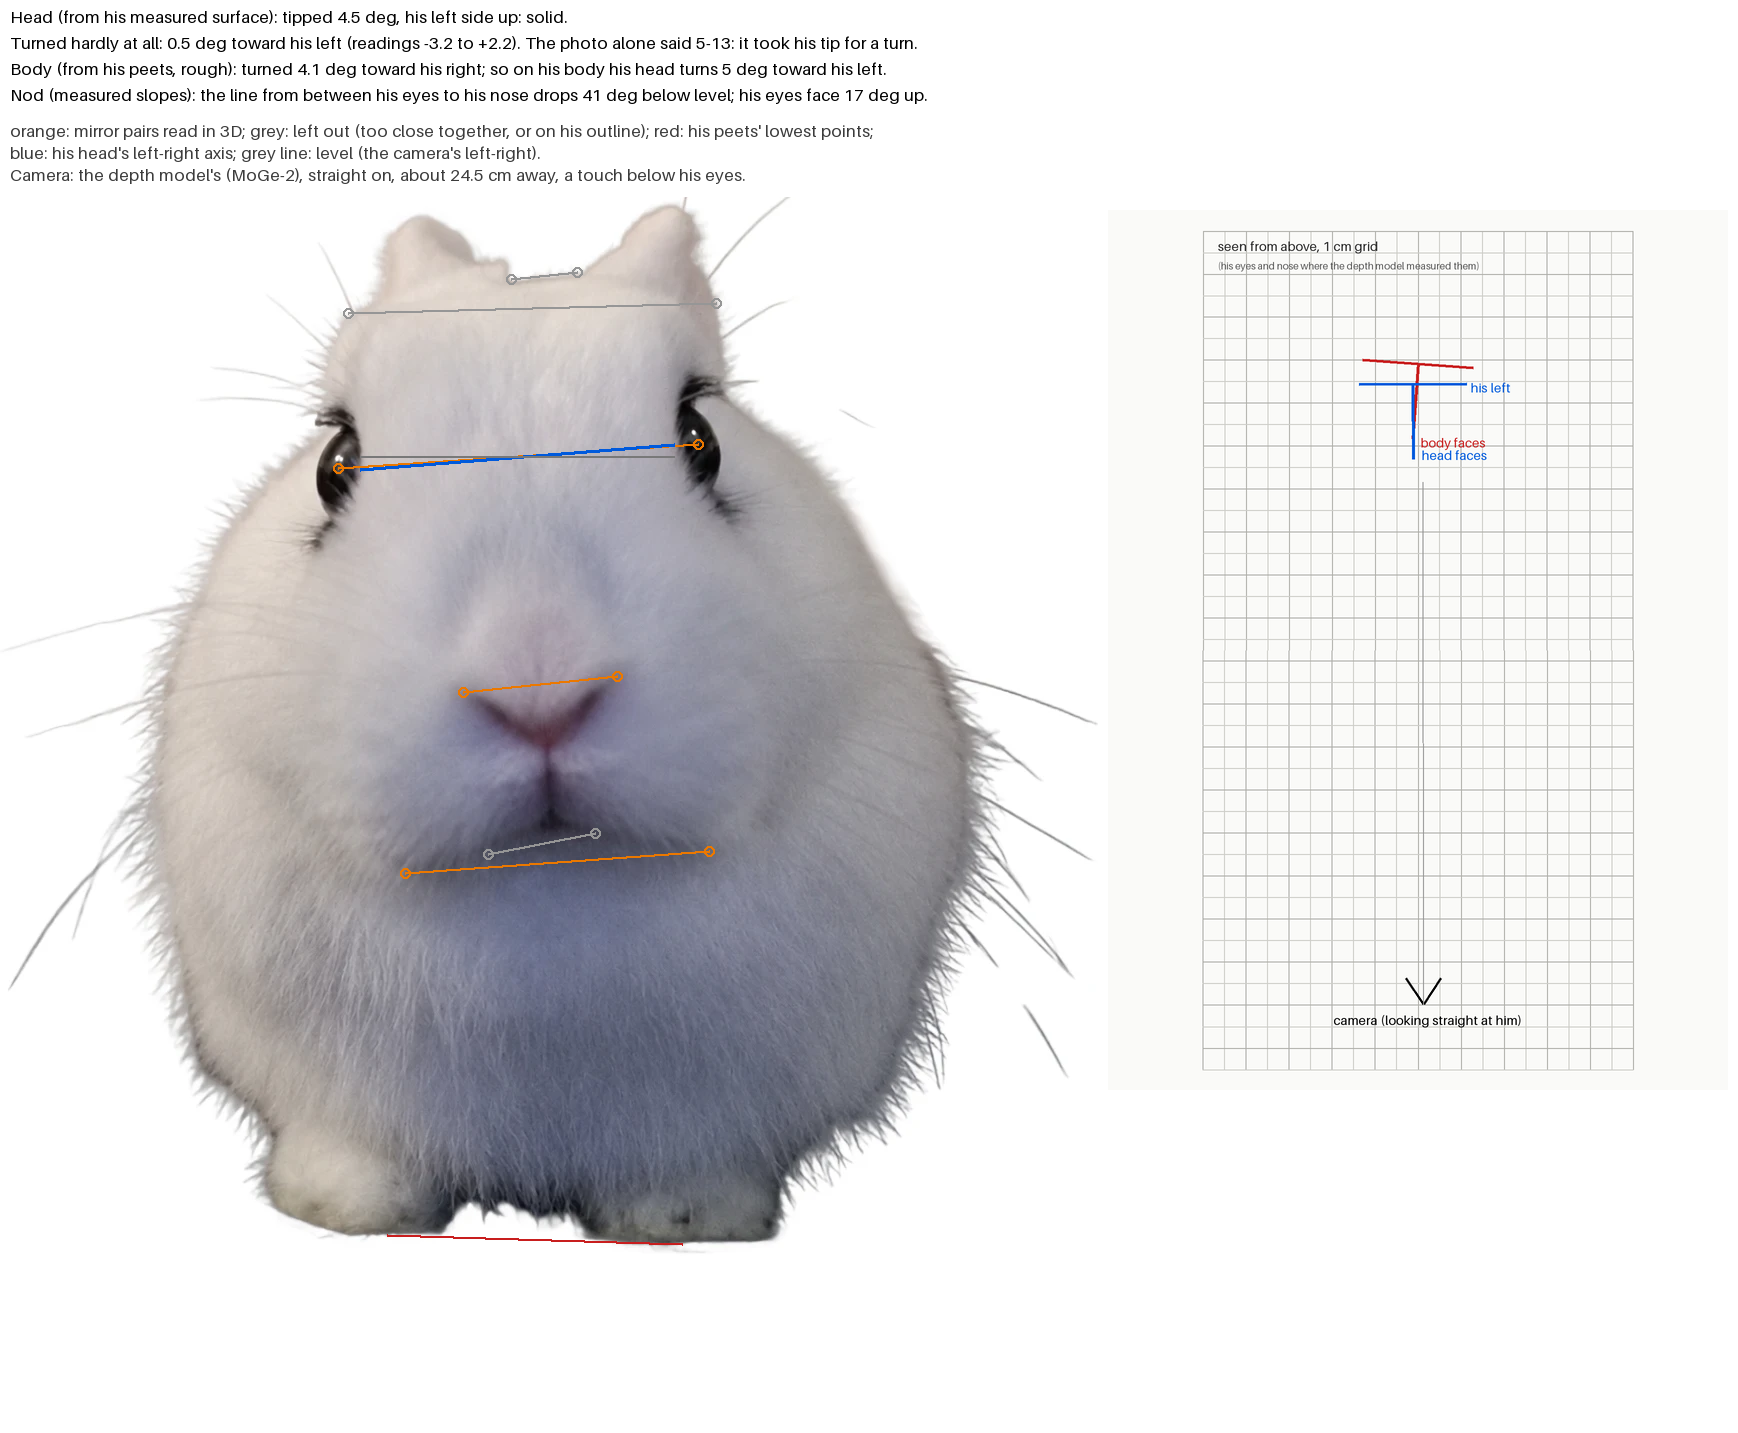 Head (from his measured surface): tipped 4.5 deg, his left side up: solid.
Turned hardly at all: 0.5 deg toward his left (readings -3.2 to +2.2). The photo alone said 5-13: it took his tip for a turn.
Body (from his peets, rough): turned 4.1 deg toward his right; so on his body his head turns 5 deg toward his left.
Nod (measured slopes): the line from between his eyes to his nose drops 41 deg below level; his eyes face 17 deg up.
orange: mirror pairs read in 3D; grey: left out (too close together, or on his outline); red: his peets' lowest points;
blue: his head's left-right axis; grey line: level (the camera's left-right).
Camera: the depth model's (MoGe-2), straight on, about 24.5 cm away, a touch below his eyes.
seen from above, 1 cm grid
(his eyes and nose where the depth model measured them)
his left
body faces
head faces
camera (looking straight at him)